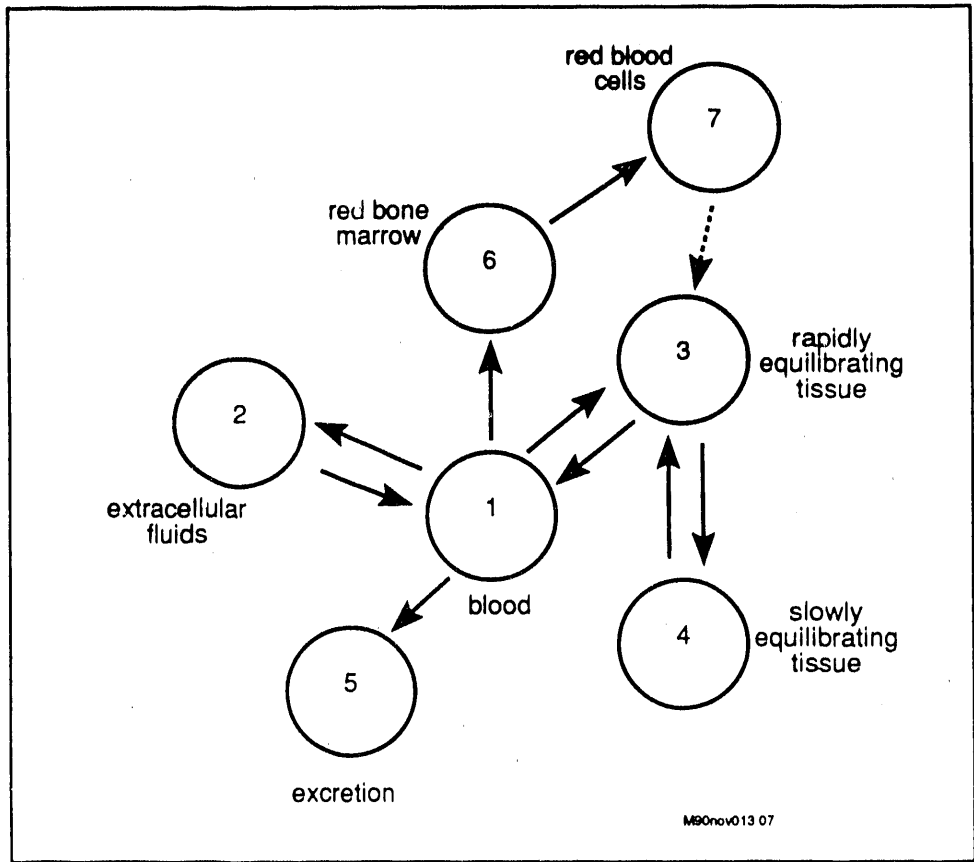 red blood
cells
7
red bone
marrow
6
3
rapidly
equilibrating
tissue
2
extracellular
fluids
1
blood
4
slowly
equilibrating
tissue
5
excretion
M90nov013 07